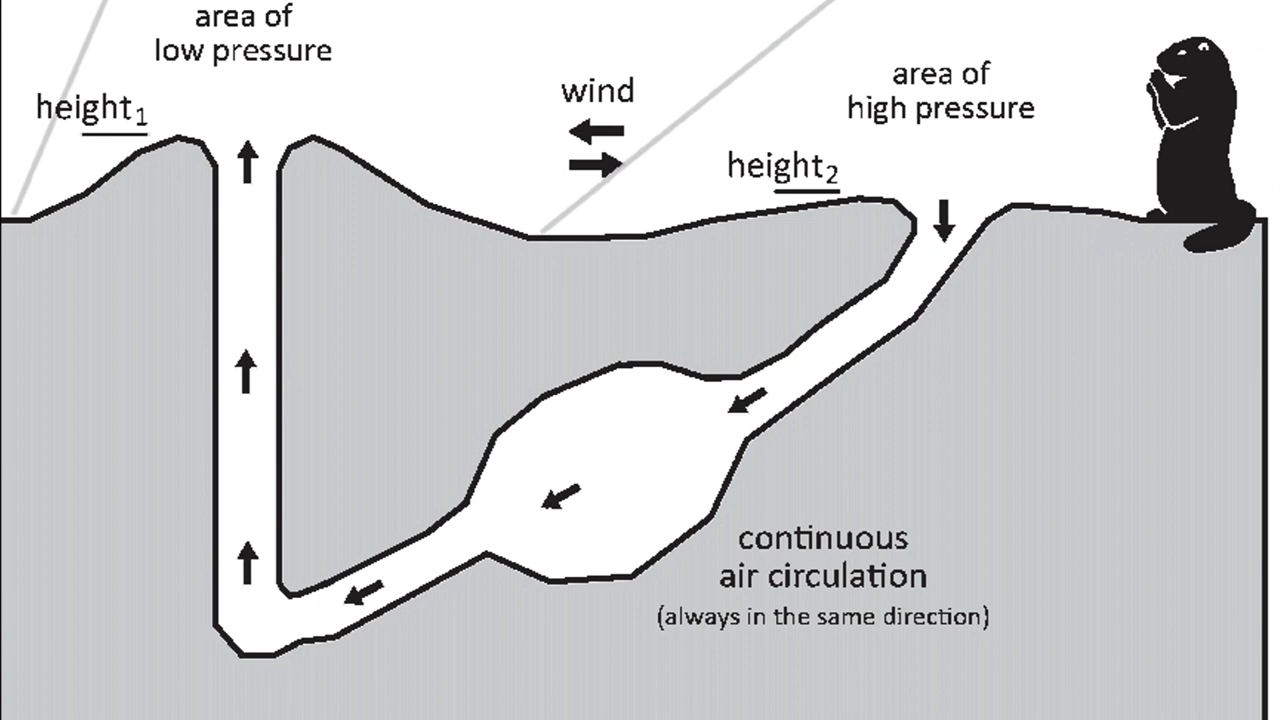 area of
low pressure
height₁
wind
area of
high pressure
height₂
continuous
air circulation
(always in the same direction)